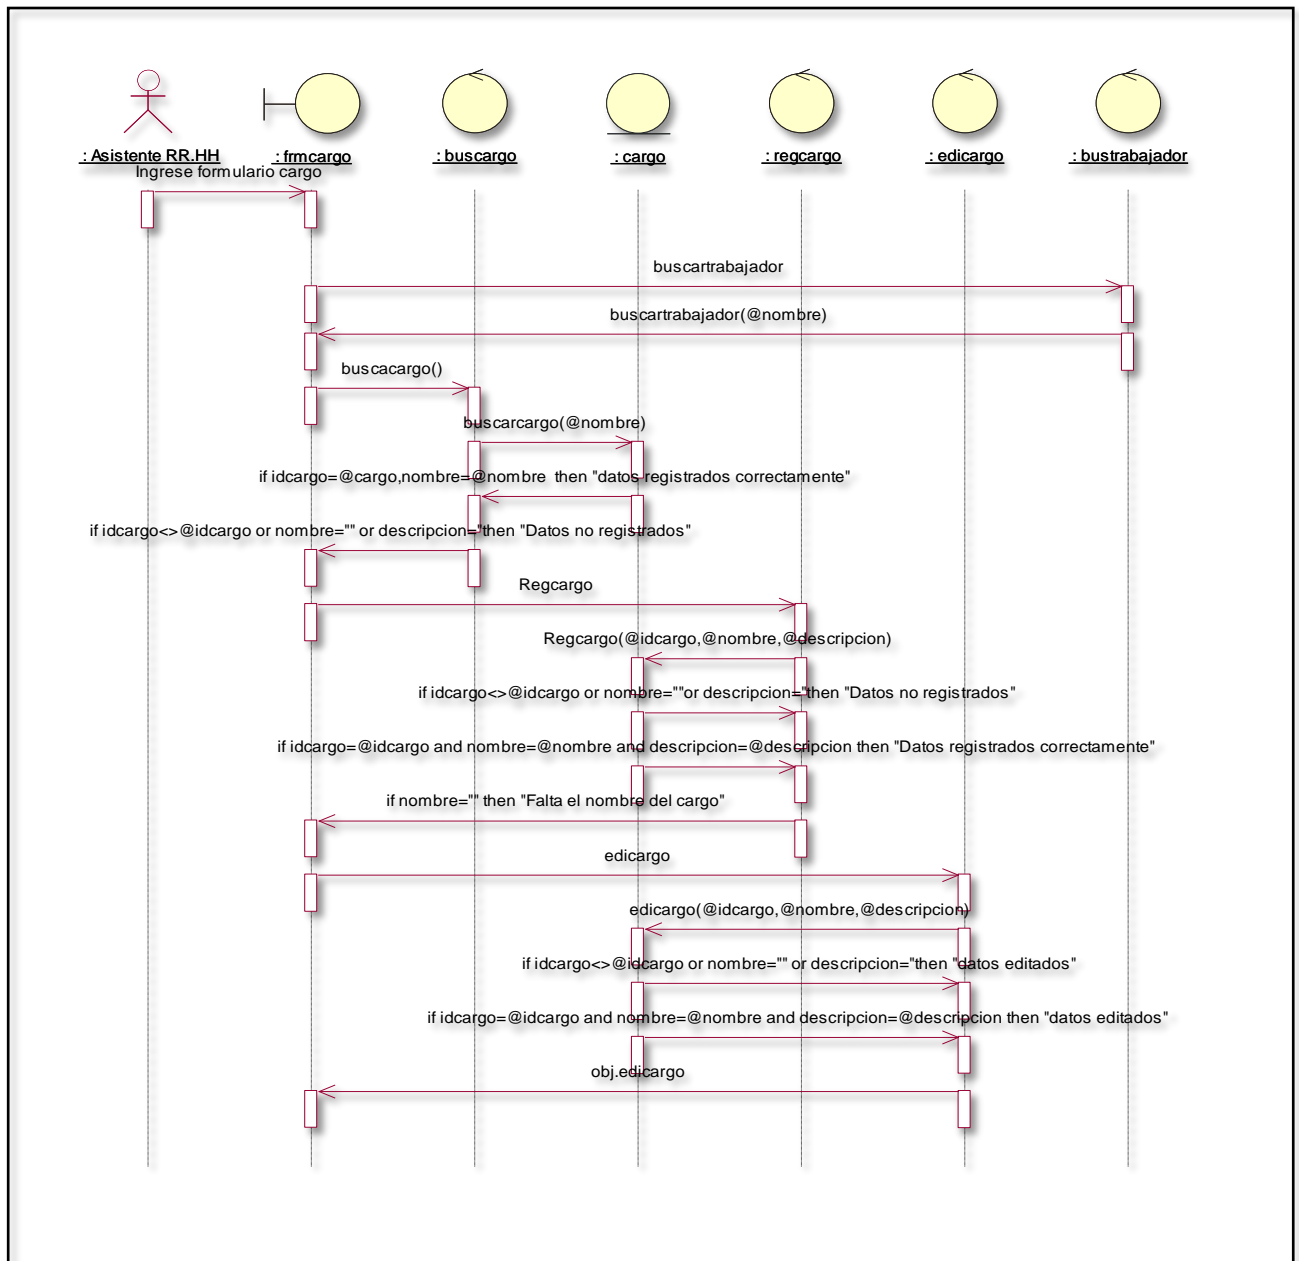 : Asistente RR.HH
: frmcargo
: buscargo
: cargo
: regcargo
: edicargo
: bustrabajador
Ingrese formulario cargo
buscartrabajador
buscartrabajador(@nombre)
buscacargo()
buscarcargo(@nombre)
if idcargo=@cargo,nombre=@nombre then "datos registrados correctamente"
if idcargo<>@idcargo or nombre="" or descripcion="then "Datos no registrados"
Regcargo
Regcargo(@idcargo,@nombre,@descripcion)
if idcargo<>@idcargo or nombre=""or descripcion="then "Datos no registrados"
if idcargo=@idcargo and nombre=@nombre and descripcion=@descripcion then "Datos registrados correctamente"
if nombre="" then "Falta el nombre del cargo"
edicargo
edicargo(@idcargo,@nombre,@descripcion)
if idcargo<>@idcargo or nombre="" or descripcion="then "datos editados"
if idcargo=@idcargo and nombre=@nombre and descripcion=@descripcion then "datos editados"
obj.edicargo